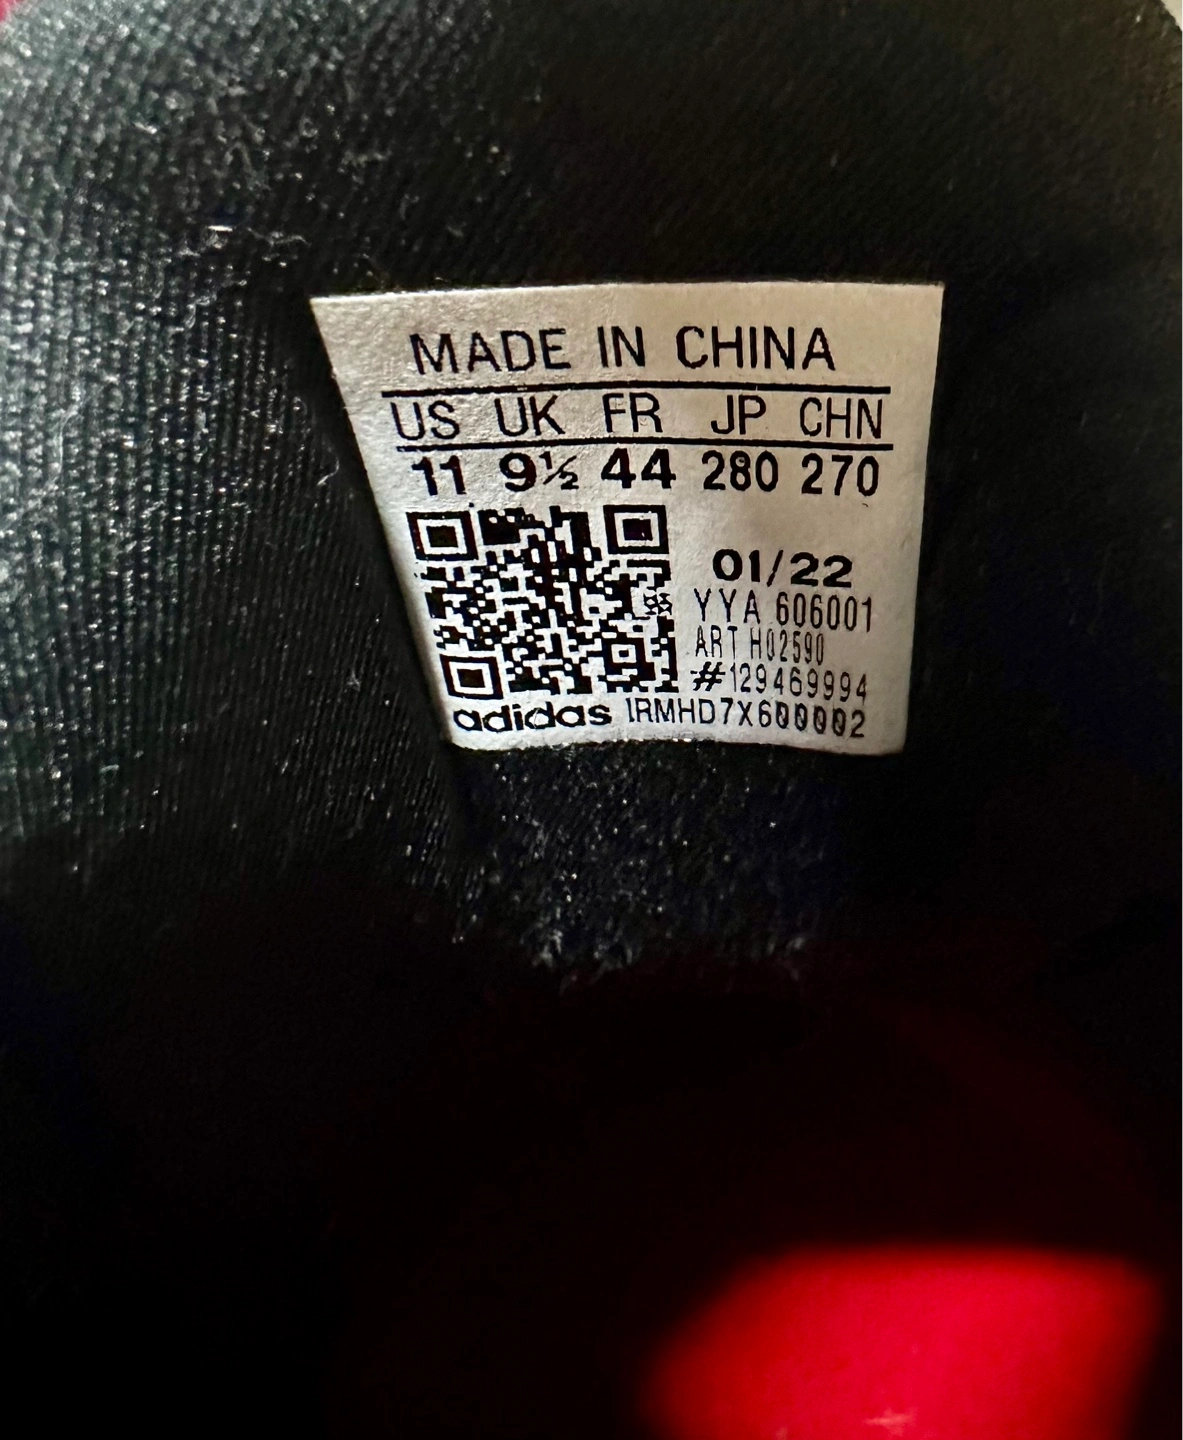 MADE IN CHINA
US UK FR JP CHN
11 9½ 44 280 270
01/22
YYA 606001
ART H02590
#129469994
adidas 1RMHD7X600002